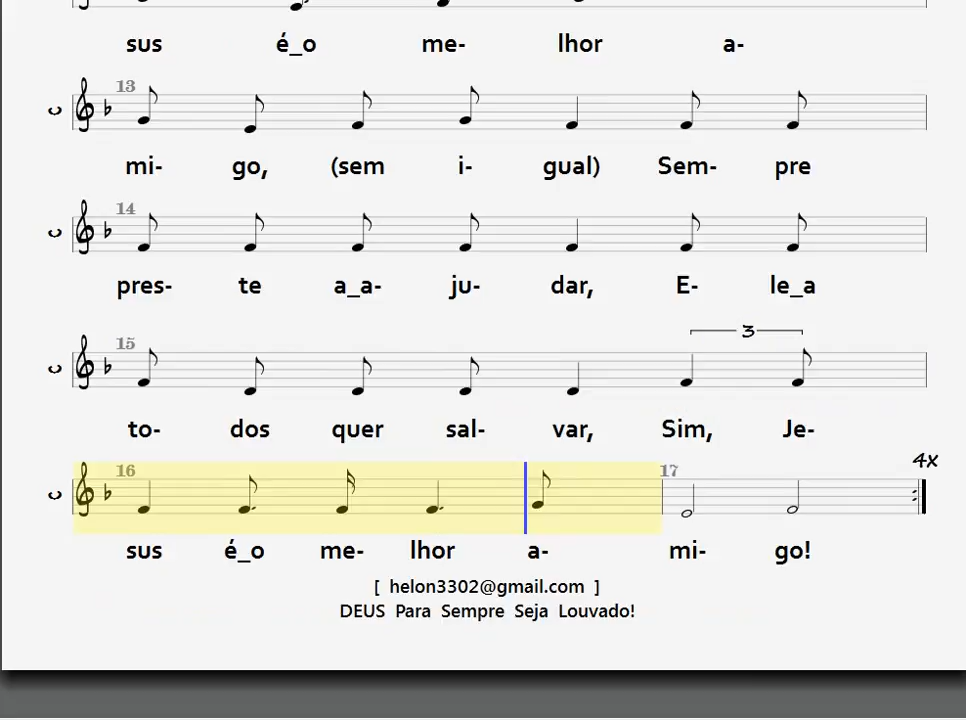 sus é_o me- lhor a-
13
mi- go, (sem i- gual) Sem- pre
14
pres- te a_a- ju- dar, E- le_a
3
15
to- dos quer sal- var, Sim, Je-
4x
16 17
sus é_o me- lhor a- mi- go!
[ helon3302@gmail.com ]
DEUS Para Sempre Seja Louvado!